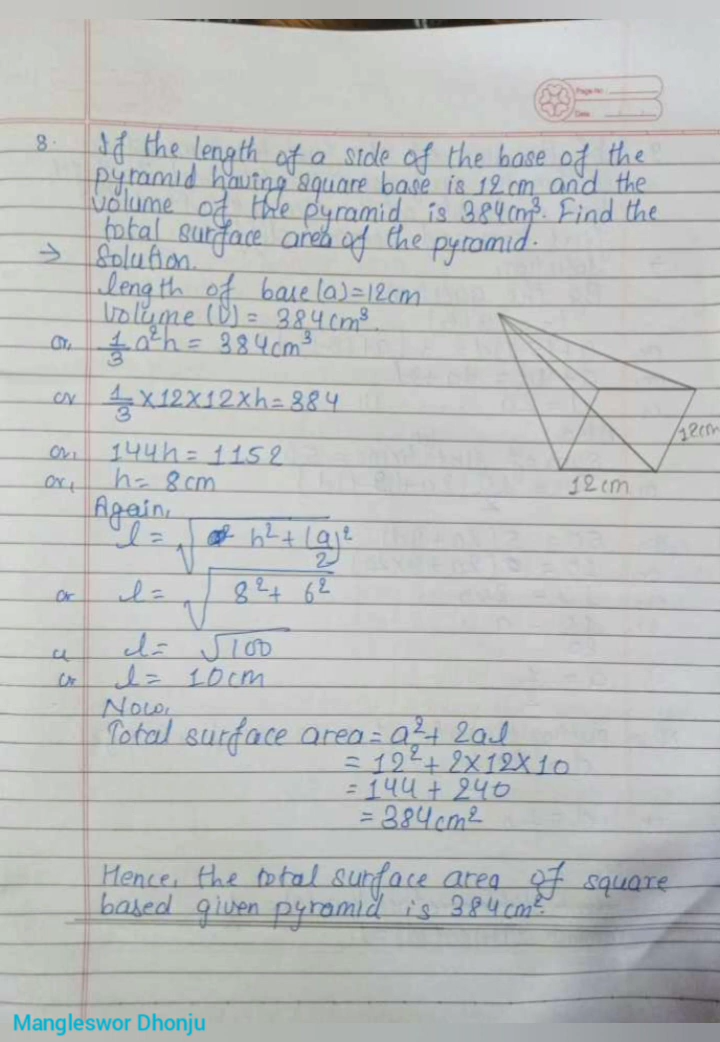 Page No.
Date
8. If the length of a side of the base of the
pyramid having square base is 12 cm and the
volume of the pyramid is 384cm³. Find the
total surface area of the pyramid.
→ Solution.
length of base (a) = 12cm
Volume (V) = 384 cm³.
or, 1/3 a²h = 384cm³
or 1/3 ×12×12×h = 384
or, 144h = 1152
or, h = 8cm
12cm
12cm
Again,
l = √h² + (a/2)²
or l = √8² + 6²
or l = √100
or l = 10cm
Now,
Total surface area = a² + 2al
= 12² + 2×12×10
= 144 + 240
= 384cm²
Hence, the total surface area of square
based given pyramid is 384cm².
Mangleswor Dhonju